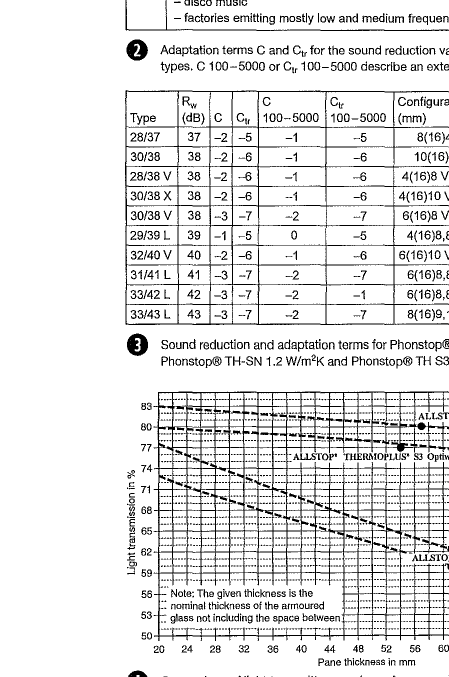 – disco music
– factories emitting mostly low and medium frequen
2 Adaptation terms C and Ctr for the sound reduction va
types. C 100–5000 or Ctr 100–5000 describe an exte
Type Rw (dB) C Ctr C 100–5000 Ctr 100–5000 Configura (mm)
28/37 37 –2 –5 –1 –5 8(16)4
30/38 38 –2 –6 –1 –6 10(16)
28/38 V 38 –2 –6 –1 –6 4(16)8 V
30/38 X 38 –2 –6 –1 –6 4(16)10 V
30/38 V 38 –3 –7 –2 –7 6(16)8 V
29/39 L 39 –1 –5 0 –5 4(16)8,8
32/40 V 40 –2 –6 –1 –6 6(16)10 V
31/41 L 41 –3 –7 –2 –7 6(16)8,8
33/42 L 42 –3 –7 –2 –1 6(16)8,8
33/43 L 43 –3 –7 –2 –7 8(16)9,
3 Sound reduction and adaptation terms for Phonstop®
Phonstop® TH-SN 1.2 W/m²K and Phonstop® TH S3
83
80
77
74
71
68
65
62
59
56
53
50
Light transmission in %
ALLST
ALLSTOP® THERMOPLUS® S3 Optiw
ALLSTO
Note: The given thickness is the
nominal thickness of the armoured
glass not including the space between
20 24 28 32 36 40 44 48 52 56 60
Pane thickness in mm